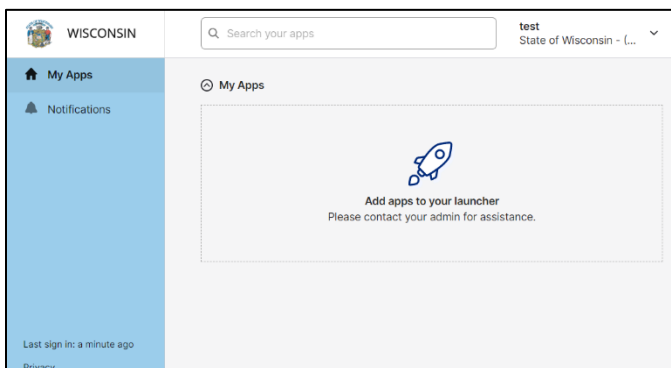 WISCONSIN
Search your apps
test
State of Wisconsin - (...
My Apps
Notifications
My Apps
Add apps to your launcher
Please contact your admin for assistance.
Last sign in: a minute ago
Privacy